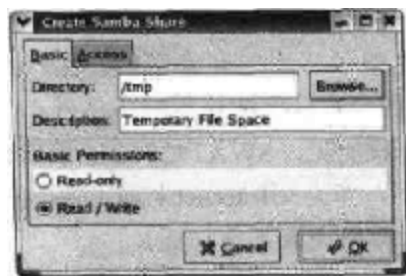 Create Samba Share
Basic Access
Directory: /tmp Browse...
Description: Temporary File Space
Basic Permissions:
Read-only
Read / Write
Cancel OK